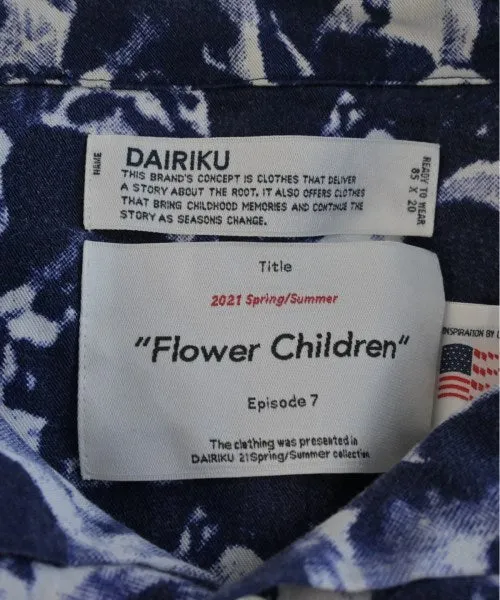 NAME
DAIRIKU
THIS BRAND'S CONCEPT IS CLOTHES THAT DELIVER
A STORY ABOUT THE ROOT. IT ALSO OFFERS CLOTHES
THAT BRING CHILDHOOD MEMORIES AND CONTINUE THE
STORY AS SEASONS CHANGE.
READY TO WEAR
85 X 20
Title
2021 Spring/Summer
"Flower Children"
Episode 7
The clothing was presented in
DAIRIKU 21Spring/Summer collection
INSPIRATION BY